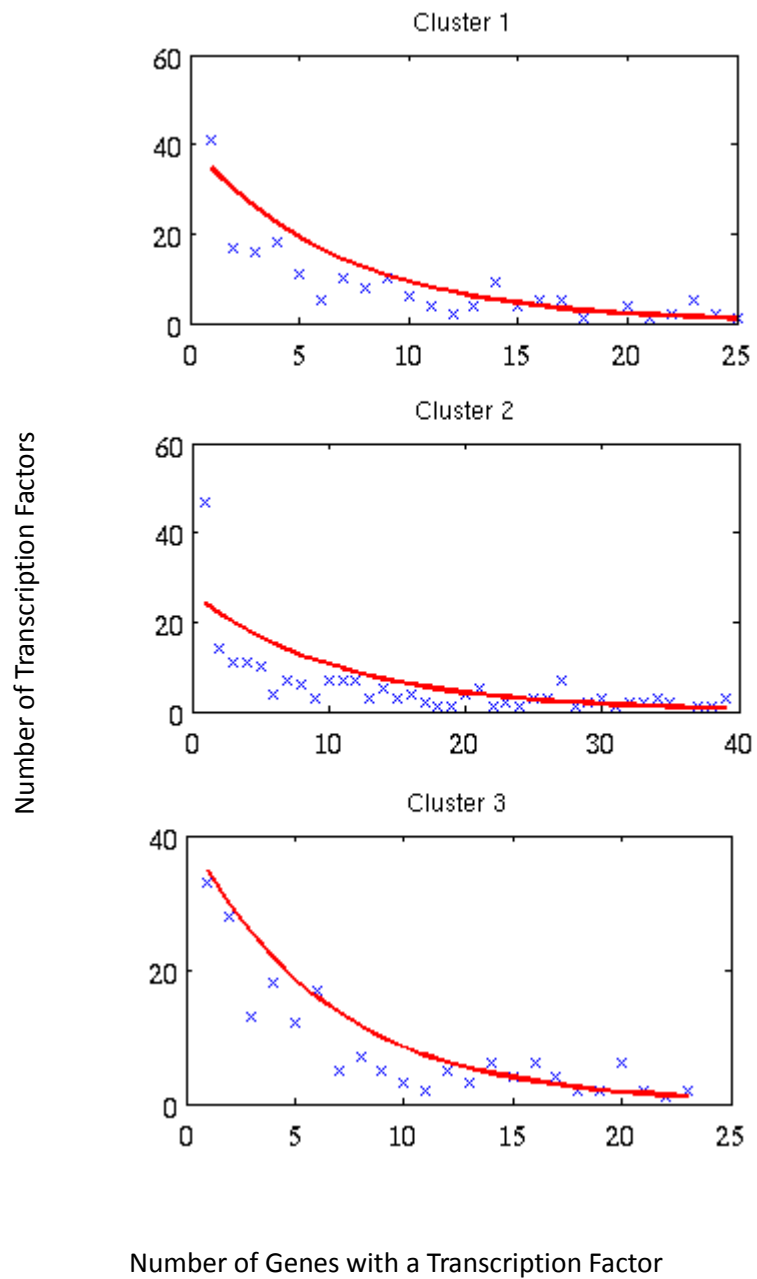 Cluster 1
60
40
20
0
0 5 10 15 20 25
Cluster 2
60
40
20
0
0 10 20 30 40
Number of Transcription Factors
Cluster 3
40
20
0
0 5 10 15 20 25
Number of Genes with a Transcription Factor